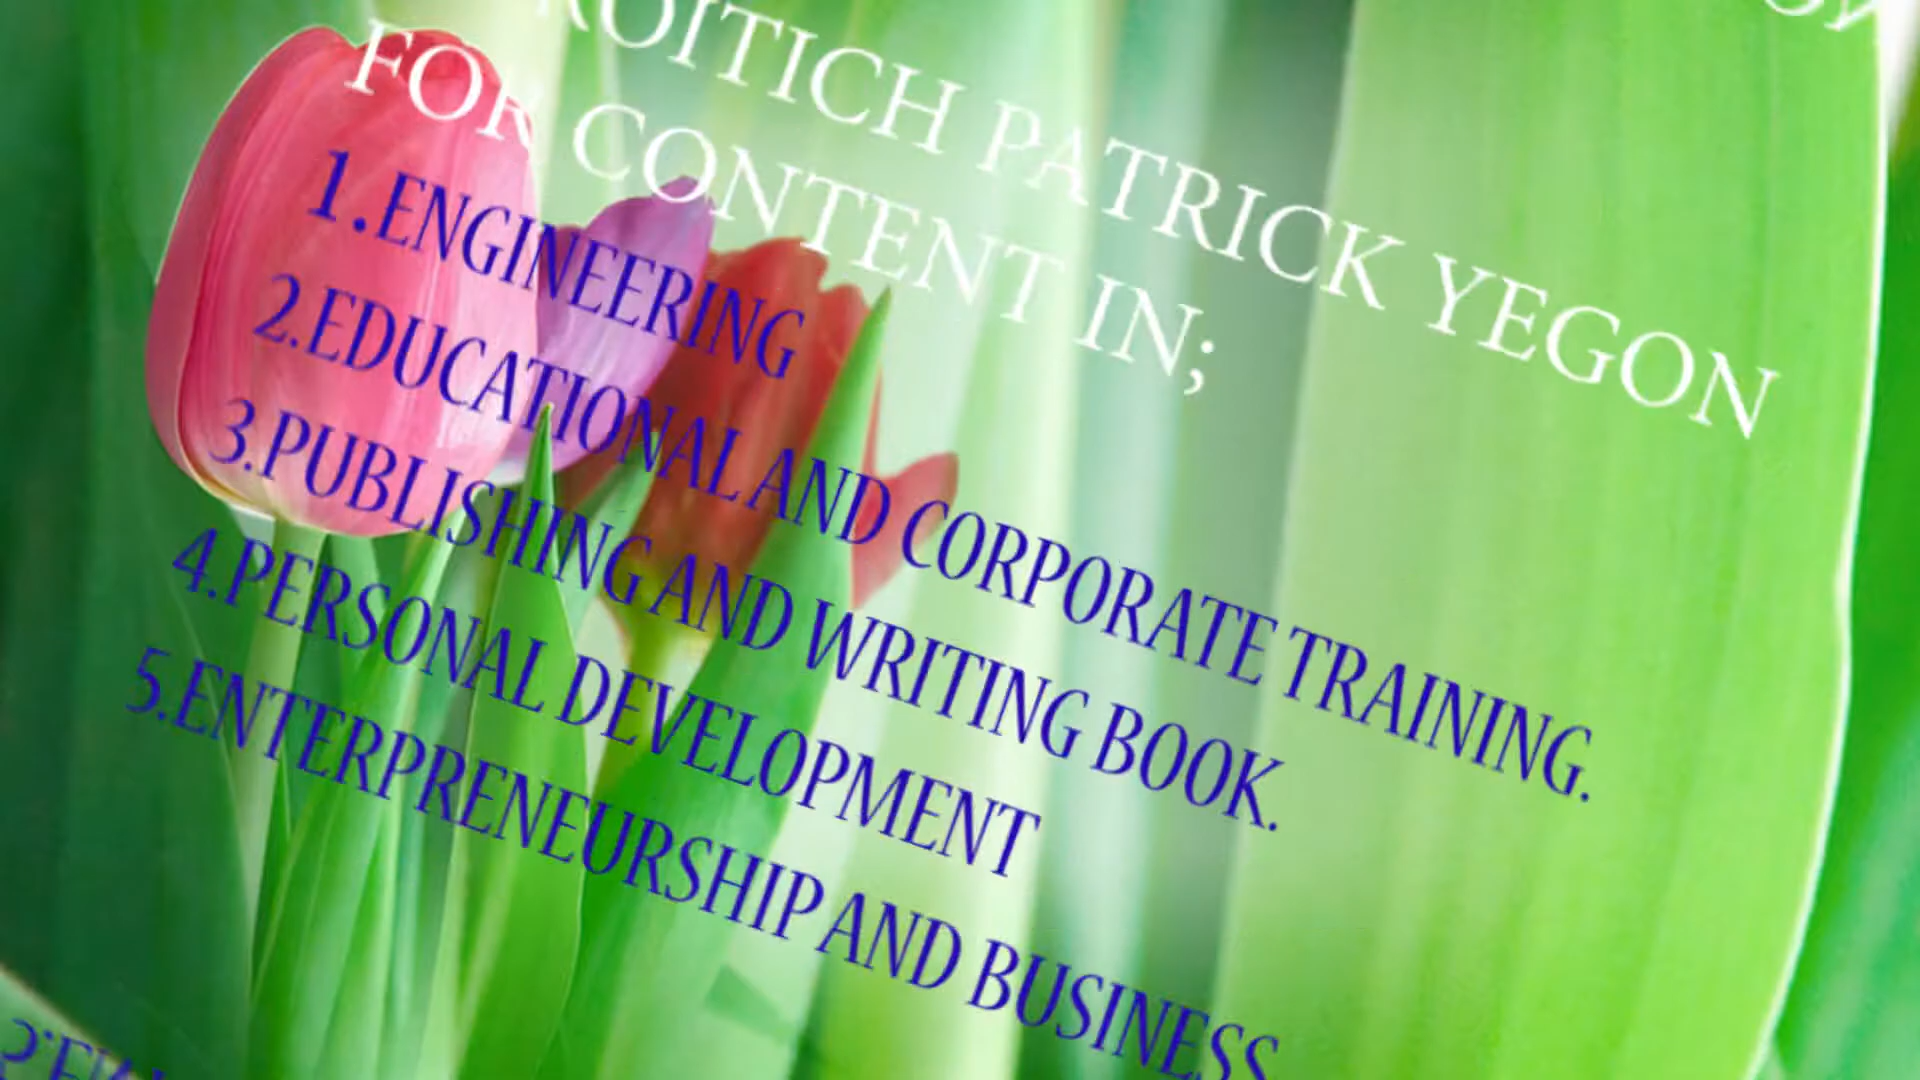 PATRICK YEGON
FOR CONTENT IN;
1.ENGINEERING
2.EDUCATIONAL AND CORPORATE TRAINING.
3.PUBLISHING AND WRITING BOOK.
4.PERSONAL DEVELOPMENT
5.ENTERPRENEURSHIP AND BUSINESS